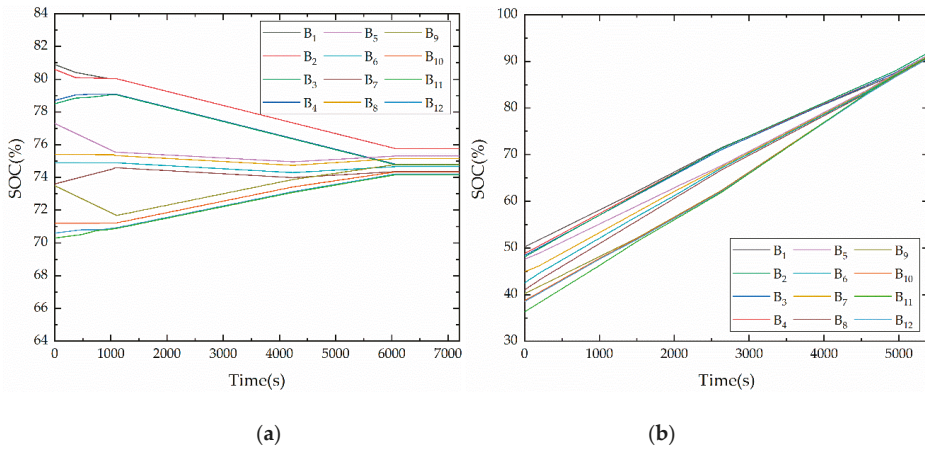 84
82
80
78
76
74
72
70
68
66
64
SOC(%)
0 1000 2000 3000 4000 5000 6000 7000
Time(s)
B1 B5 B9
B2 B6 B10
B3 B7 B11
B4 B8 B12
(a)
100
90
80
70
60
50
40
30
SOC(%)
0 1000 2000 3000 4000 5000
Time(s)
B1 B5 B9
B2 B6 B10
B3 B7 B11
B4 B8 B12
(b)